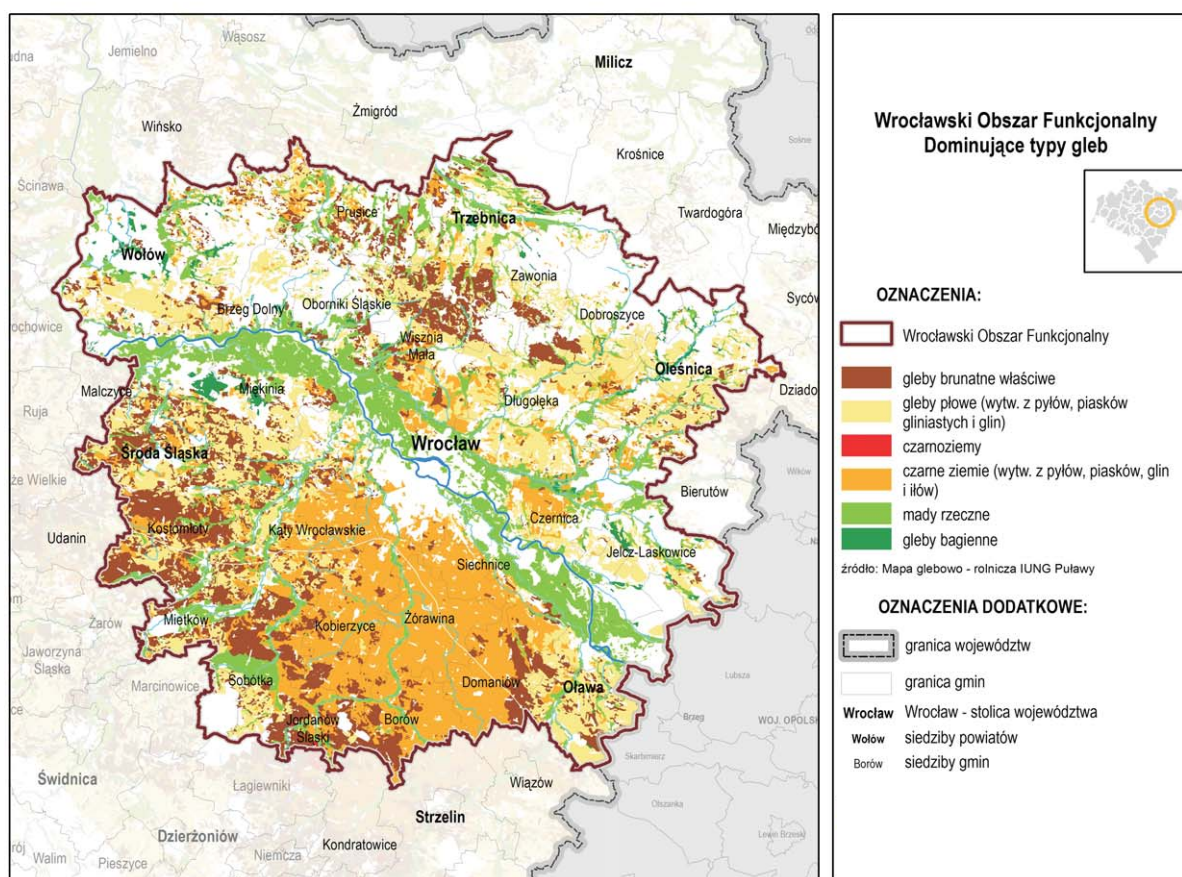 Wąsosz
Jemielno
Milicz
Żmigród
Wińsko
Sośnie
Krośnice
Ścinawa
Twardogóra
Prusice
Trzebnica
Międzybó
Wołów
Zawonia
Syców
Brzeg Dolny
Oborniki Śląskie
Dobroszyce
Wisznia
Mała
Oleśnica
Malczyce
Miękinia
Dziado
Ruja
Długołęka
Wrocław
Środa Śląska
Wilków
Bierutów
Kostomłoty
Kąty Wrocławskie
Czernica
Udanin
Jelcz-Laskowice
Siechnice
Mietków
Żórawina
Kobierzyce
Żarów
Jaworzyna
Śląska
Marcinowice
Sobótka
Domaniów
Oława
Lubsza
Jordanów
Śląski
Borów
Brzeg
WOJ. OPOLSK
Skarbimierz
Świdnica
Łagiewniki
Wiązów
Olszanka
Strzelin
Dzierżoniów
Kondratowice
Niemcza
Lewin Brzeski
Walim
Pieszyce
Wrocławski Obszar Funkcjonalny
Dominujące typy gleb
OZNACZENIA:
Wrocławski Obszar Funkcjonalny
gleby brunatne właściwe
gleby płowe (wytw. z pyłów, piasków
gliniastych i glin)
czarnoziemy
czarne ziemie (wytw. z pyłów, piasków, glin
i iłów)
mady rzeczne
gleby bagienne
źródło: Mapa glebowo - rolnicza IUNG Puławy
OZNACZENIA DODATKOWE:
granica województw
granica gmin
Wrocław Wrocław - stolica województwa
Wołów siedziby powiatów
Borów siedziby gmin